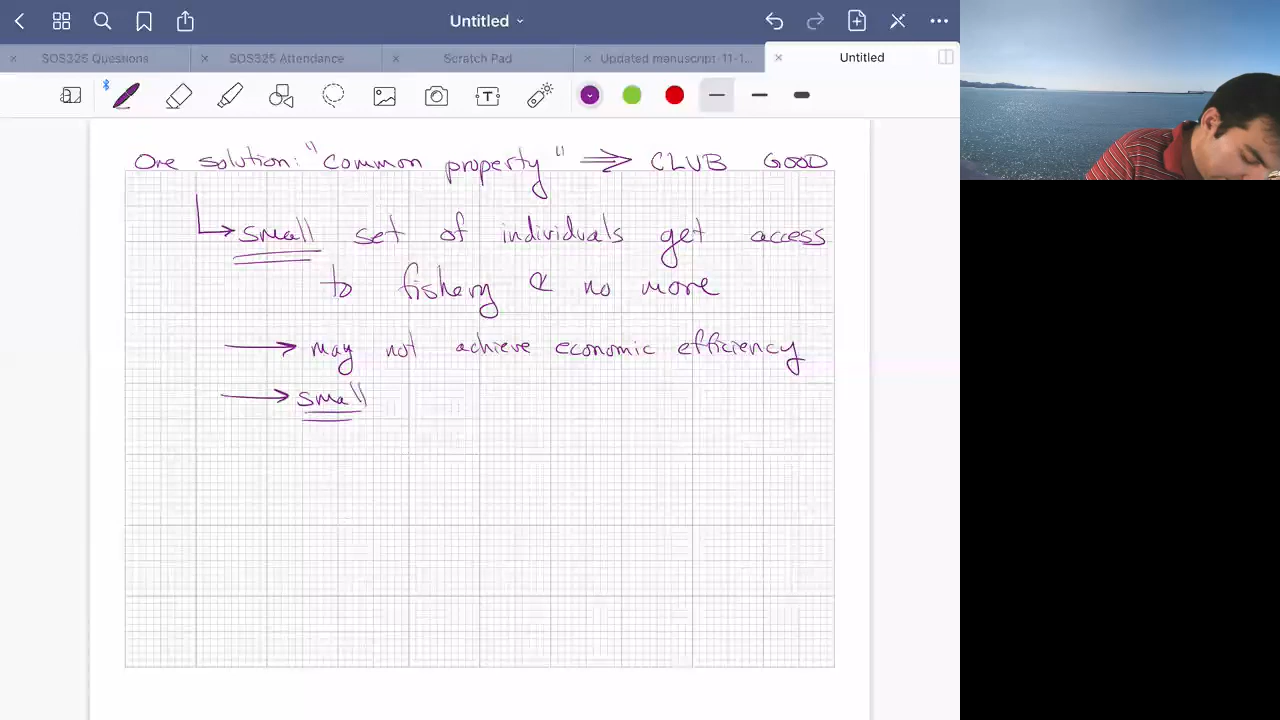 Untitled
SOS325 Questions
SOS325 Attendance
Scratch Pad
Updated manuscript-11-1...
Untitled
One solution: "Common property" ⇒ CLUB GOOD
↳ small set of individuals get access
to fishery & no more
→ may not achieve economic efficiency
→ small